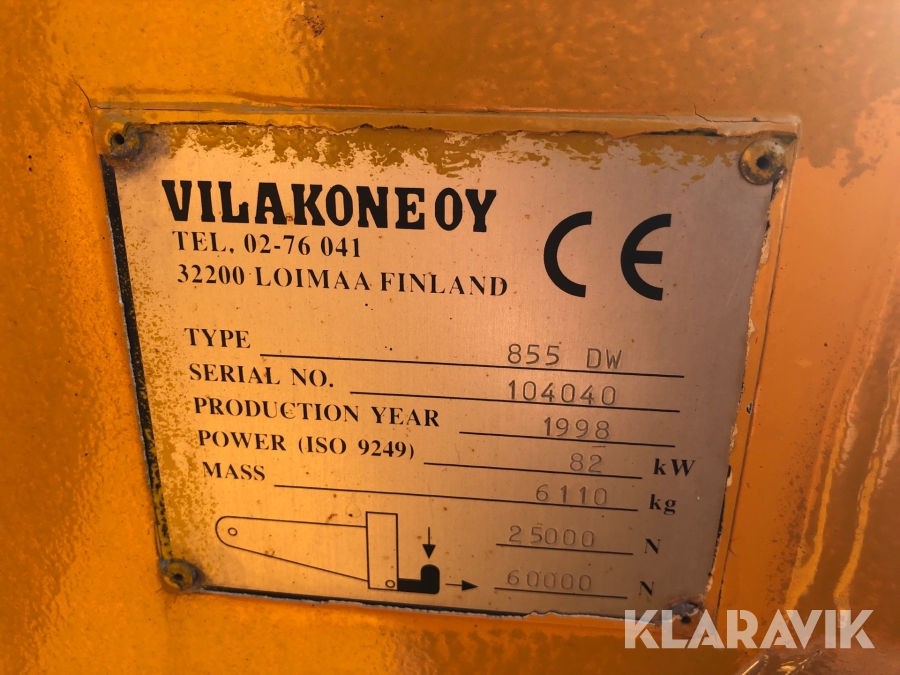 VILAKONE OY
TEL. 02-76 041
32200 LOIMAA FINLAND
CE
TYPE 855 DW
SERIAL NO. 104040
PRODUCTION YEAR 1998
POWER (ISO 9249) 82 kW
MASS 6110 kg
25000 N
60000 N
KLARAVIK